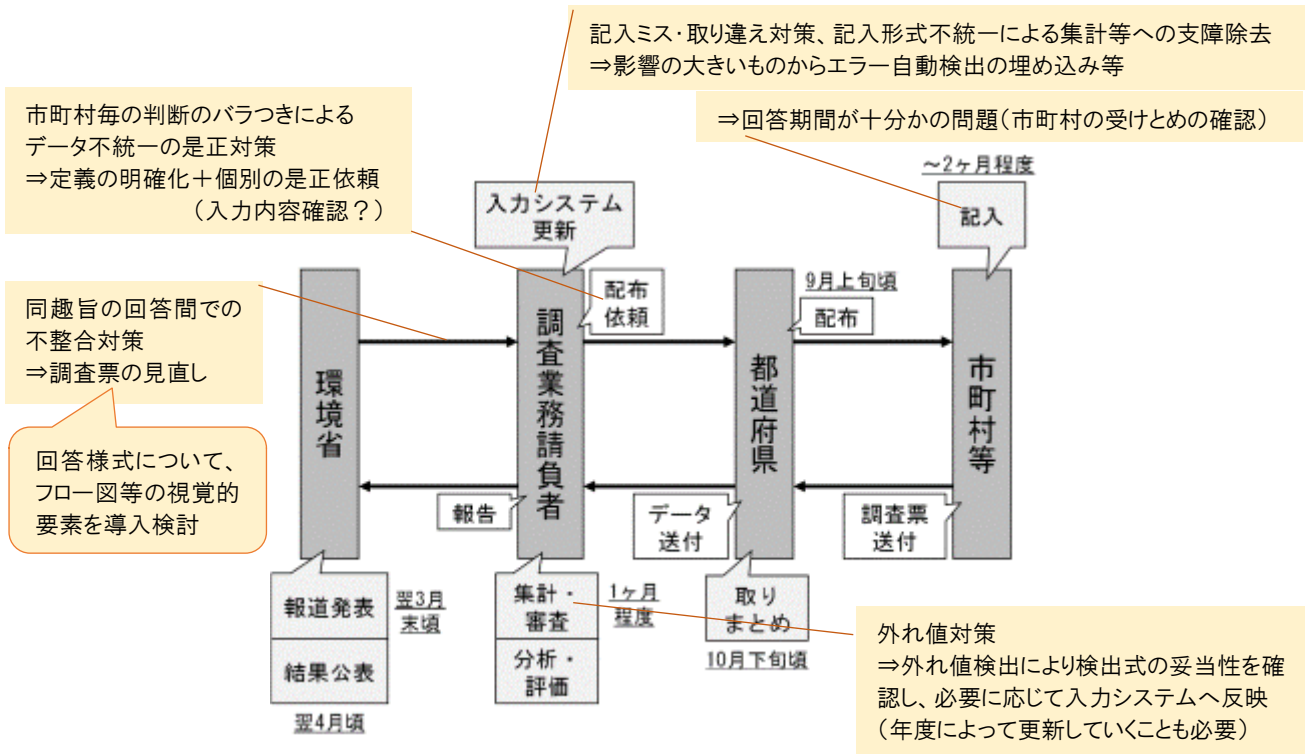 記入ミス・取り違え対策、記入形式不統一による集計等への支障除去
⇒影響の大きいものからエラー自動検出の埋め込み等
市町村毎の判断のバラつきによる
データ不統一の是正対策
⇒定義の明確化＋個別の是正依頼
（入力内容確認？）
⇒回答期間が十分かの問題（市町村の受けとめの確認）
～2ヶ月程度
入力システム
更新
記入
同趣旨の回答間での
不整合対策
⇒調査票の見直し
回答様式について、
フロー図等の視覚的
要素を導入検討
配布
依頼
9月上旬頃
配布
環境省
調査業務請負者
都道府県
市町村等
報告
データ
送付
調査票
送付
報道発表
翌3月
末頃
結果公表
翌4月頃
集計・
審査
1ヶ月
程度
分析・
評価
取り
まとめ
10月下旬頃
外れ値対策
⇒外れ値検出により検出式の妥当性を確
認し、必要に応じて入力システムへ反映
（年度によって更新していくことも必要）